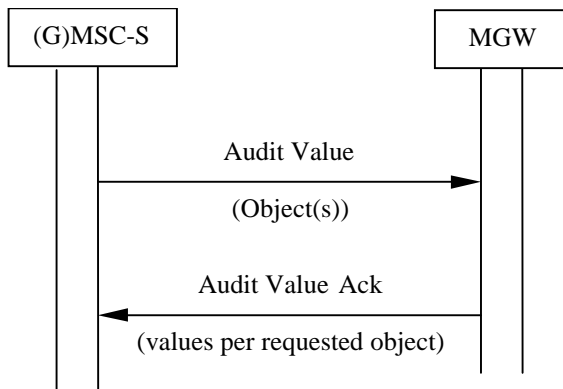 (G)MSC-S
MGW
Audit Value
(Object(s))
Audit Value Ack
(values per requested object)